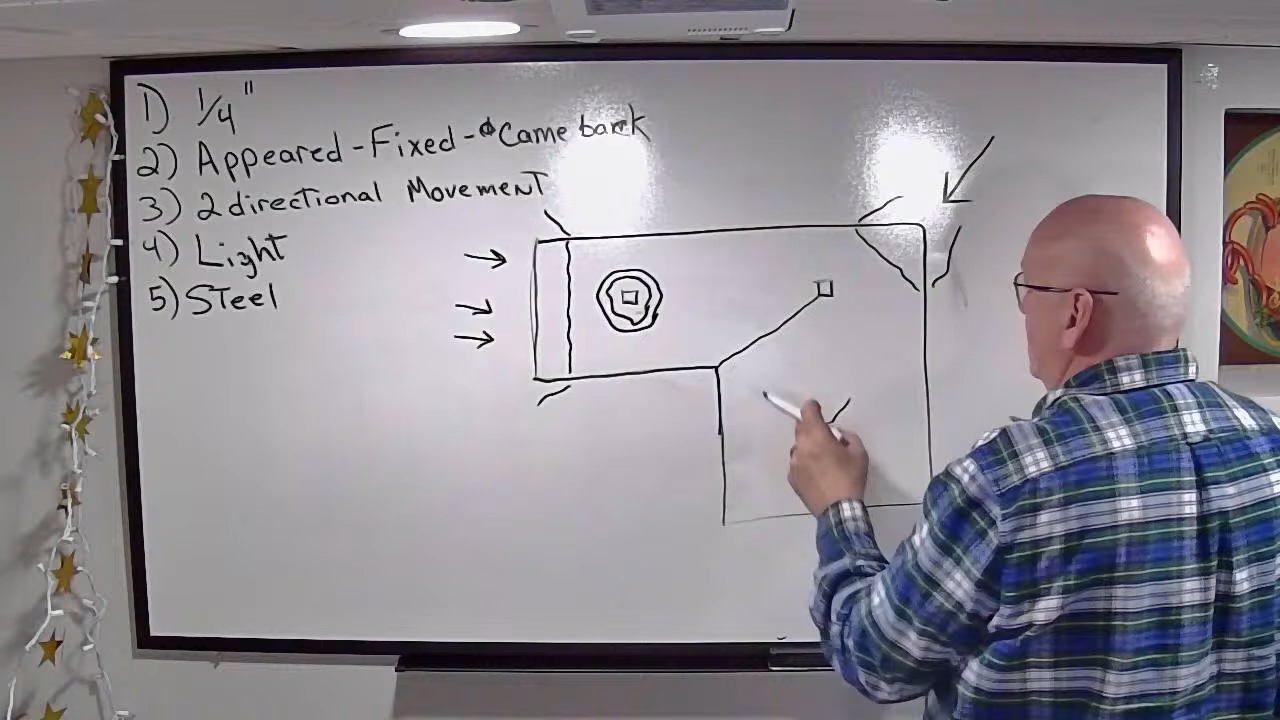 1) 1/4"
2) Appeared - Fixed - Came back
3) 2 directional Movement
4) Light
5) Steel